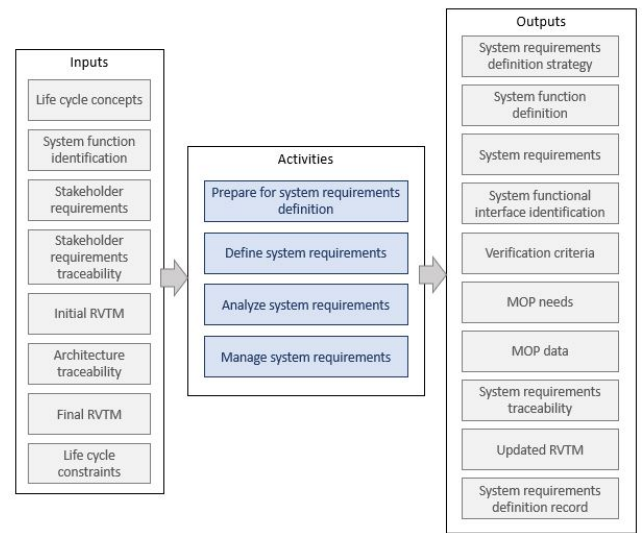 Inputs
Life cycle concepts
System function
identification
Stakeholder
requirements
Stakeholder
requirements
traceability
Initial RVTM
Architecture
traceability
Final RVTM
Life cycle
constraints
Activities
Prepare for system requirements
definition
Define system requirements
Analyze system requirements
Manage system requirements
Outputs
System requirements
definition strategy
System function
definition
System requirements
System functional
interface identification
Verification criteria
MOP needs
MOP data
System requirements
traceability
Updated RVTM
System requirements
definition record